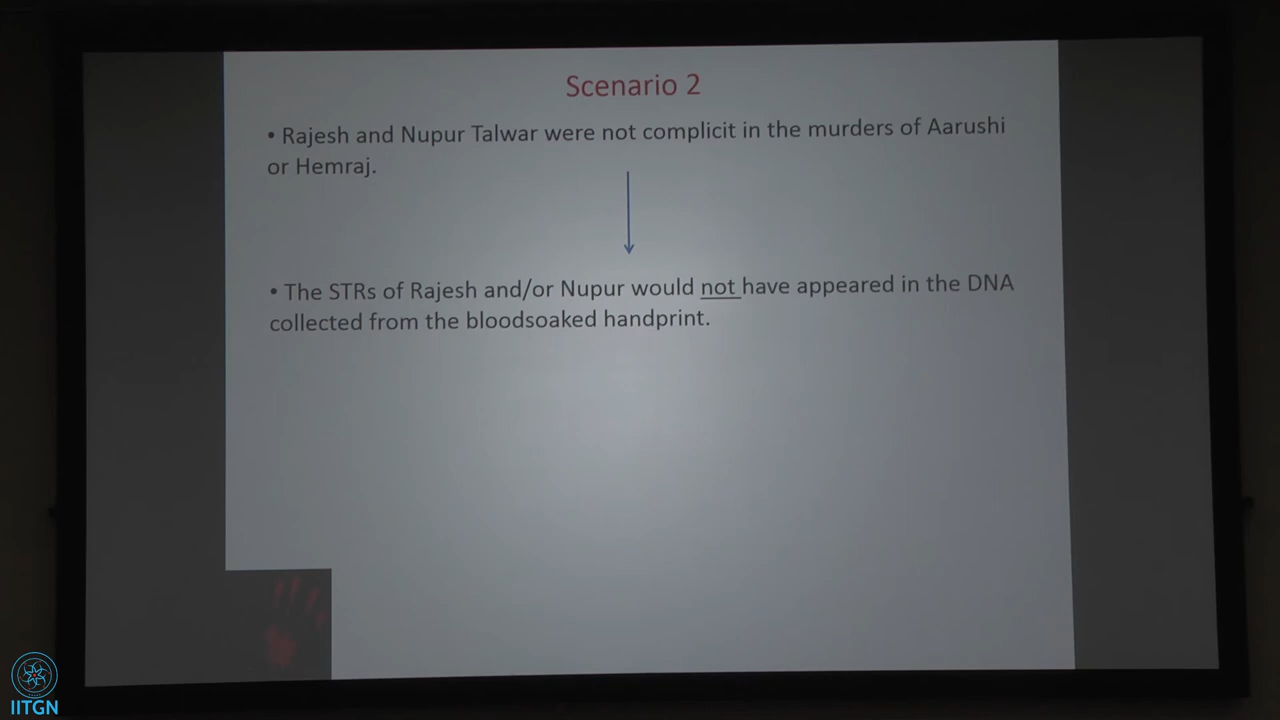 Scenario 2
• Rajesh and Nupur Talwar were not complicit in the murders of Aarushi
or Hemraj.
• The STRs of Rajesh and/or Nupur would not have appeared in the DNA
collected from the bloodsoaked handprint.
IITGN